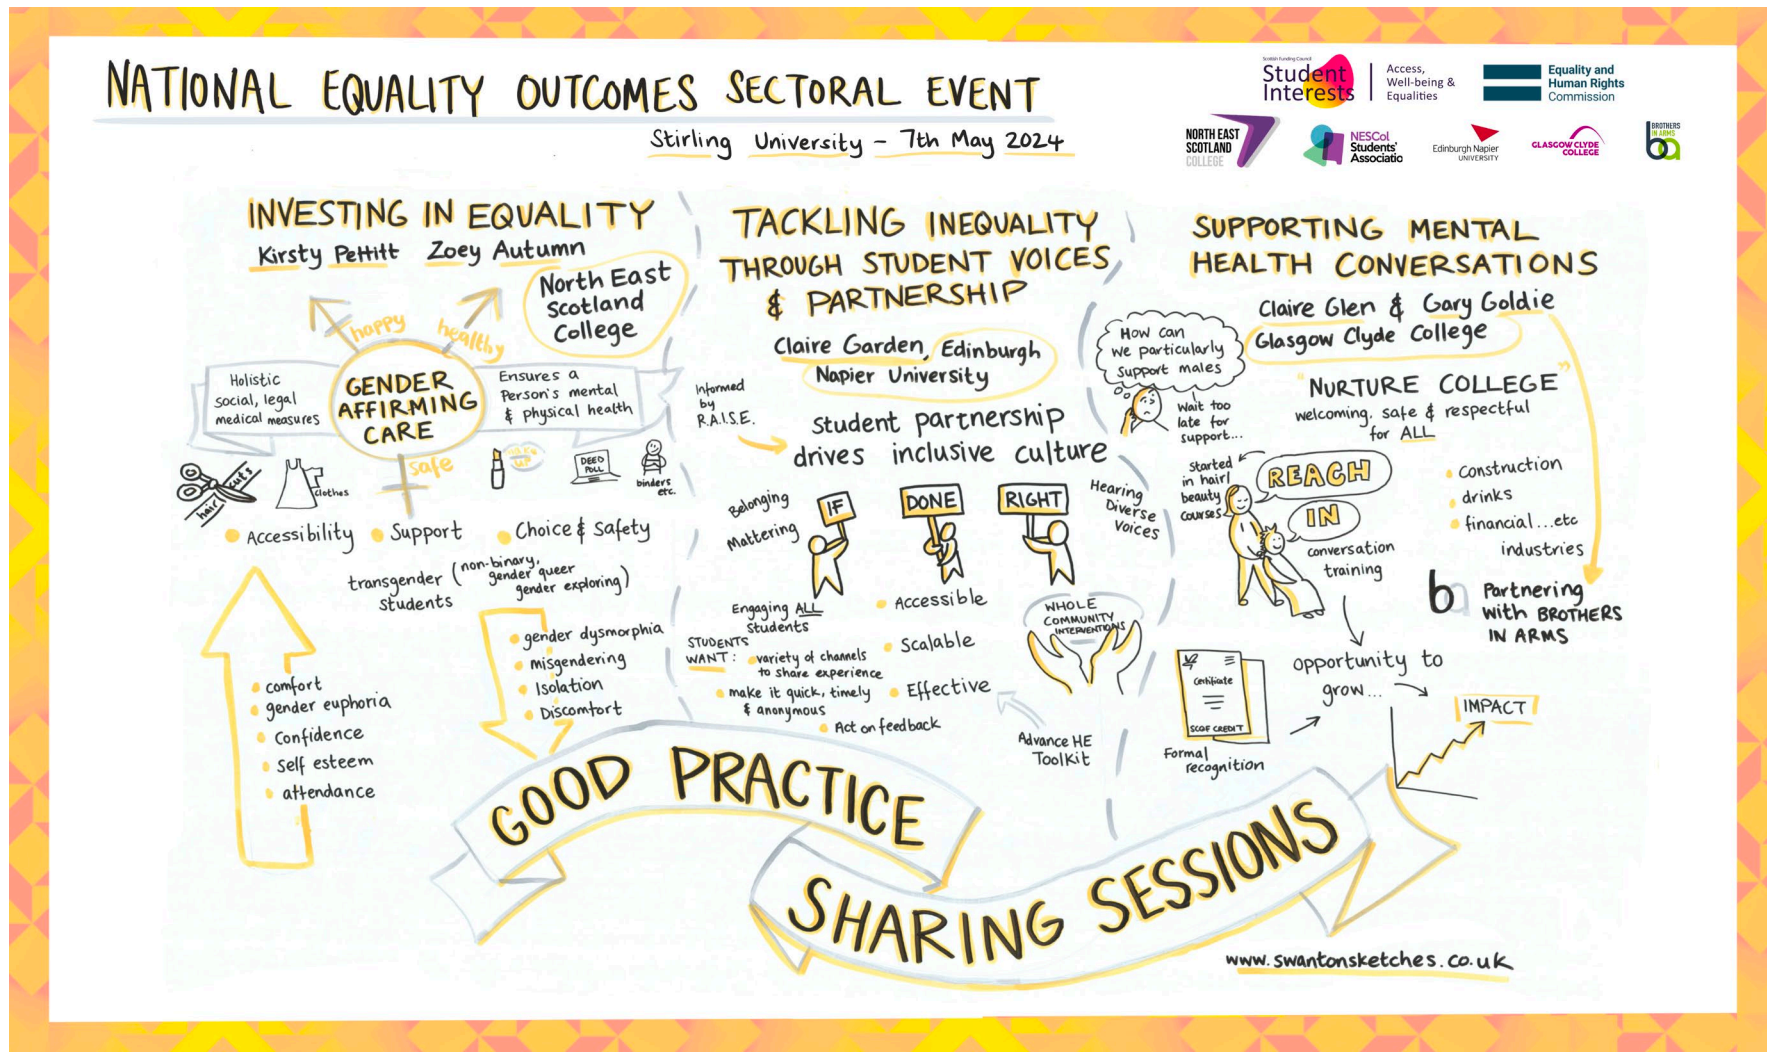 NATIONAL EQUALITY OUTCOMES SECTORAL EVENT
Stirling University - 7th May 2024
Scottish Funding Council
Student
Interests
Access,
Well-being &
Equalities
Equality and
Human Rights
Commission
NORTH EAST
SCOTLAND
COLLEGE
NESCol
Students'
Associatio
Edinburgh Napier
UNIVERSITY
GLASGOW CLYDE
COLLEGE
BROTHERS
IN ARMS
ba
INVESTING IN EQUALITY
Kirsty Pettitt Zoey Autumn
North East
Scotland
College
happy
healthy
Holistic
social, legal
medical measures
GENDER
AFFIRMING
CARE
Ensures a
Person's mental
& physical health
safe
hair cuts
clothes
make
up
DEED
POLL
binders
etc.
Accessibility
Support
Choice & Safety
transgender
students
(non-binary,
gender queer
gender exploring)
comfort
gender euphoria
Confidence
self esteem
attendance
gender dysmorphia
misgendering
Isolation
Discomfort
TACKLING INEQUALITY
THROUGH STUDENT VOICES
& PARTNERSHIP
Claire Garden, Edinburgh
Napier University
Informed
by
R.A.I.S.E.
Student partnership
drives inclusive culture
Belonging
Mattering
IF
DONE
RIGHT
Hearing
Diverse
Voices
Engaging ALL
Students
STUDENTS
WANT:
variety of channels
to share experience
make it quick, timely
& anonymous
Act on feedback
Accessible
Scalable
Effective
WHOLE
COMMUNITY
INTERVENTIONS
Advance HE
Toolkit
SUPPORTING MENTAL
HEALTH CONVERSATIONS
Claire Glen & Gary Goldie
Glasgow Clyde College
How can
we particularly
support males
Wait too
late for
support...
"NURTURE COLLEGE"
welcoming, safe & respectful
for ALL
Started
in hair/
beauty
courses
REACH
IN
conversation
training
Construction
drinks
financial...etc
industries
ba
Partnering
with BROTHERS
IN ARMS
opportunity to
grow...
Certificate
SCQF CREDIT
Formal
recognition
IMPACT
GOOD PRACTICE
SHARING SESSIONS
www.swantonsketches.co.uk